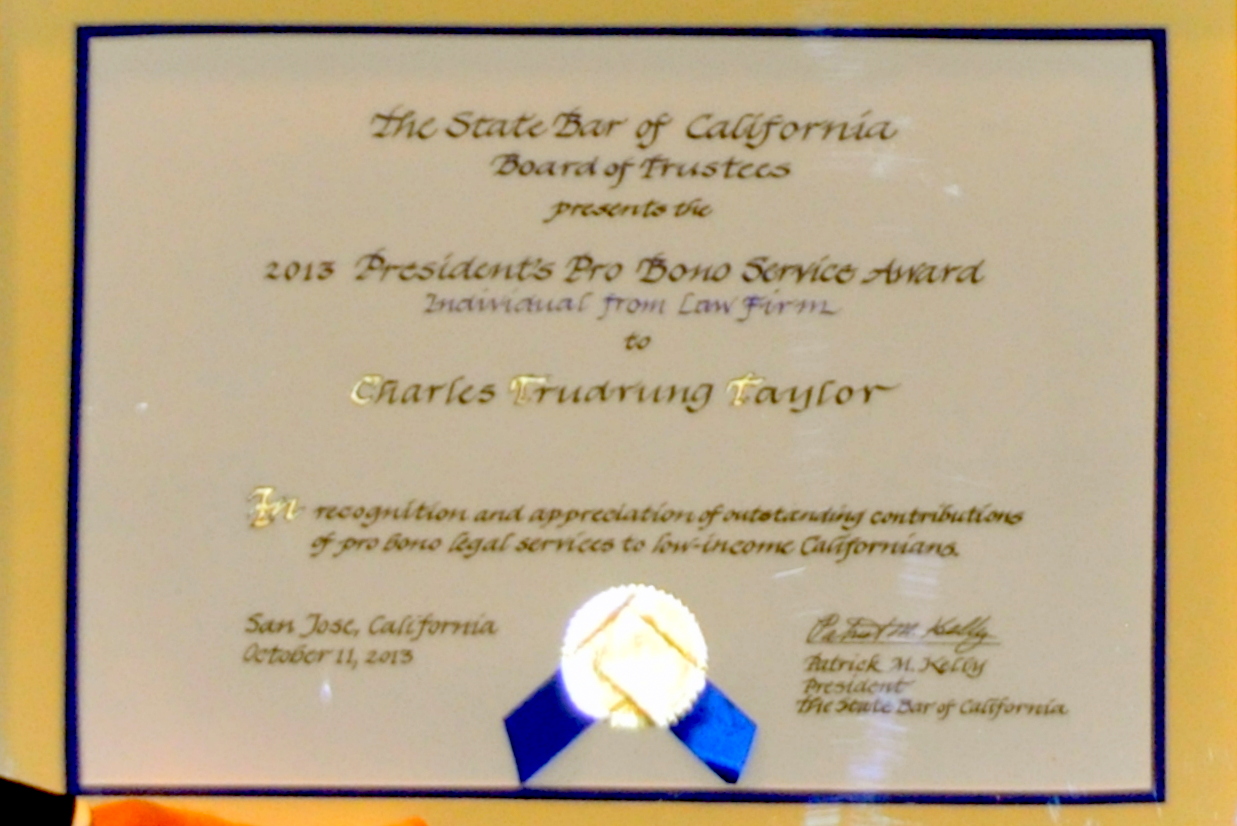 The State Bar of California
Board of Trustees
presents the
2013 President's Pro Bono Service Award
Individual from Law Firm
to
Charles Trudrung Taylor
In recognition and appreciation of outstanding contributions
of pro bono legal services to low-income Californians.
San Jose, California
October 11, 2013
Patrick M. Kelly
Patrick M. Kelly
President
The State Bar of California